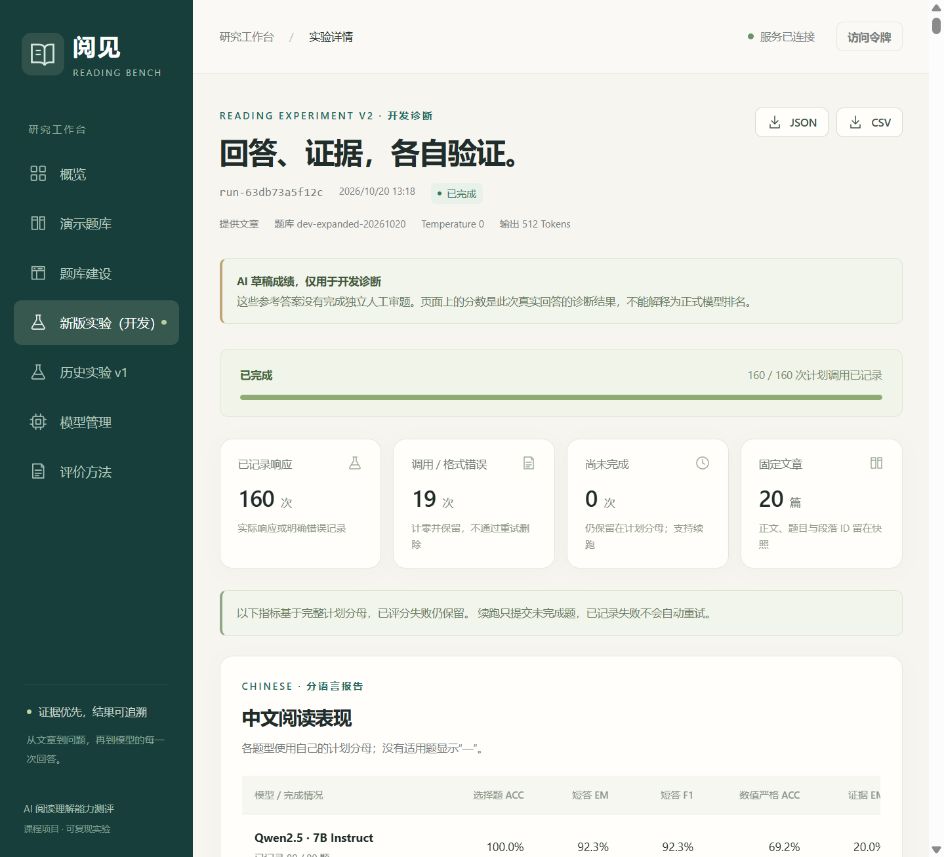 阅见
READING BENCH
研究工作台
概览
演示题库
题库建设
新版实验（开发）
历史实验 v1
模型管理
评价方法
证据优先，结果可追溯
从文章到问题，再到模型的每一
次回答。
AI 阅读理解能力测评
课程项目 · 可复现实验
研究工作台 / 实验详情
服务已连接
访问令牌
READING EXPERIMENT V2 · 开发诊断
JSON
CSV
回答、证据，各自验证。
run-63db73a5f12c 2026/10/20 13:18 已完成
提供文章 题库 dev-expanded-20261020 Temperature 0 输出 512 Tokens
AI 草稿成绩，仅用于开发诊断
这些参考答案没有完成独立人工审题。页面上的分数是此次真实回答的诊断结果，不能解释为正式模型排名。
已完成 160 / 160 次计划调用已记录
已记录响应
160 次
实际响应或明确错误记录
调用 / 格式错误
19 次
计零并保留，不通过重试删
除
尚未完成
0 次
仍保留在计划分母；支持续
跑
固定文章
20 篇
正文、题目与段落 ID 留在快
照
以下指标基于完整计划分母，已评分失败仍保留。 续跑只提交未完成题，已记录失败不会自动重试。
CHINESE · 分语言报告
中文阅读表现
各题型使用自己的计划分母；没有适用题显示“—”。
模型 / 完成情况 选择题 ACC 短答 EM 短答 F1 数值严格 ACC 证据 EM
Qwen2.5 · 7B Instruct 100.0% 92.3% 92.3% 69.2% 20.0%